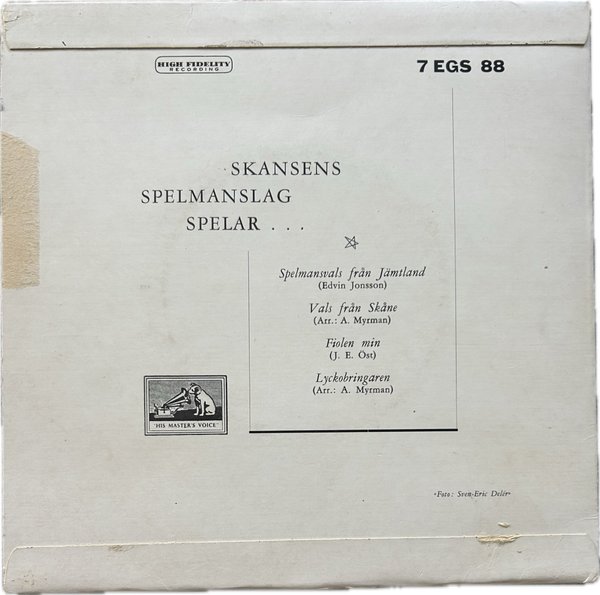 HIGH FIDELITY
RECORDING
7 EGS 88
SKANSENS
SPELMANSLAG
SPELAR . . .
Spelmansvals från Jämtland
(Edvin Jonsson)
Vals från Skåne
(Arr.: A. Myrman)
Fiolen min
(J. E. Öst)
Lyckobringaren
(Arr.: A. Myrman)
"HIS MASTER'S VOICE"
Foto: Sven-Eric Delér